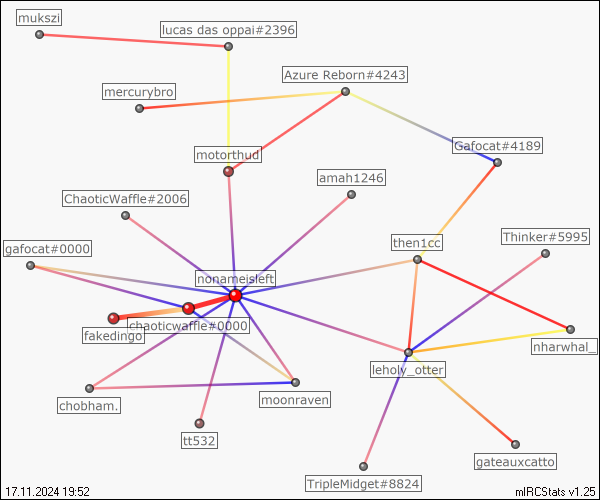 mukszi
lucas das oppai#2396
Azure Reborn#4243
mercurybro
Gafocat#4189
motorthud
amah1246
ChaoticWaffle#2006
Thinker#5995
then1cc
gafocat#0000
nonameisleft
chaoticwaffle#0000
fakedingo
nharwhal_
leholy_otter
moonraven
chobham.
tt532
gateauxcatto
TripleMidget#8824
17.11.2024 19:52
mIRCStats v1.25